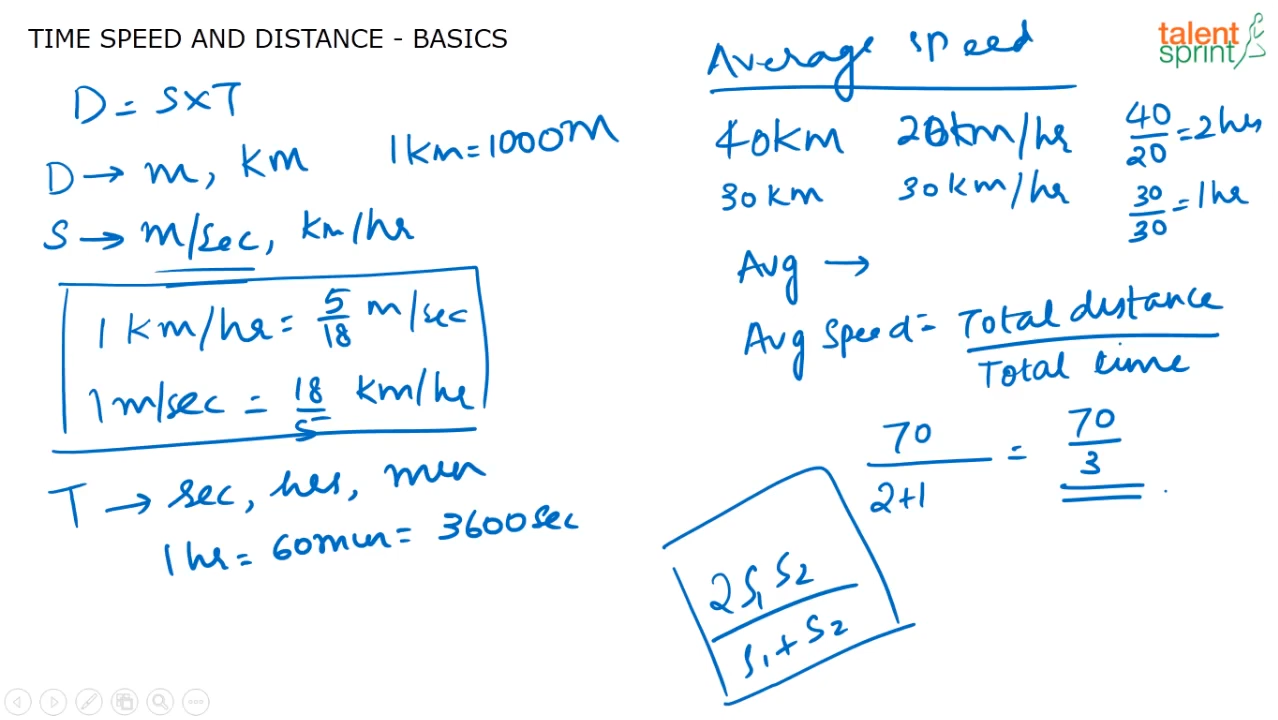 TIME SPEED AND DISTANCE - BASICS
talent
sprint
D = S×T
D → m, km
1km=1000m
S → m/sec, km/hr
1 km/hr = 5/18 m/sec
1m/sec = 18/5 km/hr
T → sec, hrs, min
1hr = 60min = 3600sec
Average speed
40km 20km/hr 40/20 = 2hrs
30km 30km/hr 30/30 = 1hr
Avg →
Avg Speed = Total distance
Total time
70 = 70
2+1 3
2S₁S₂
S₁+S₂